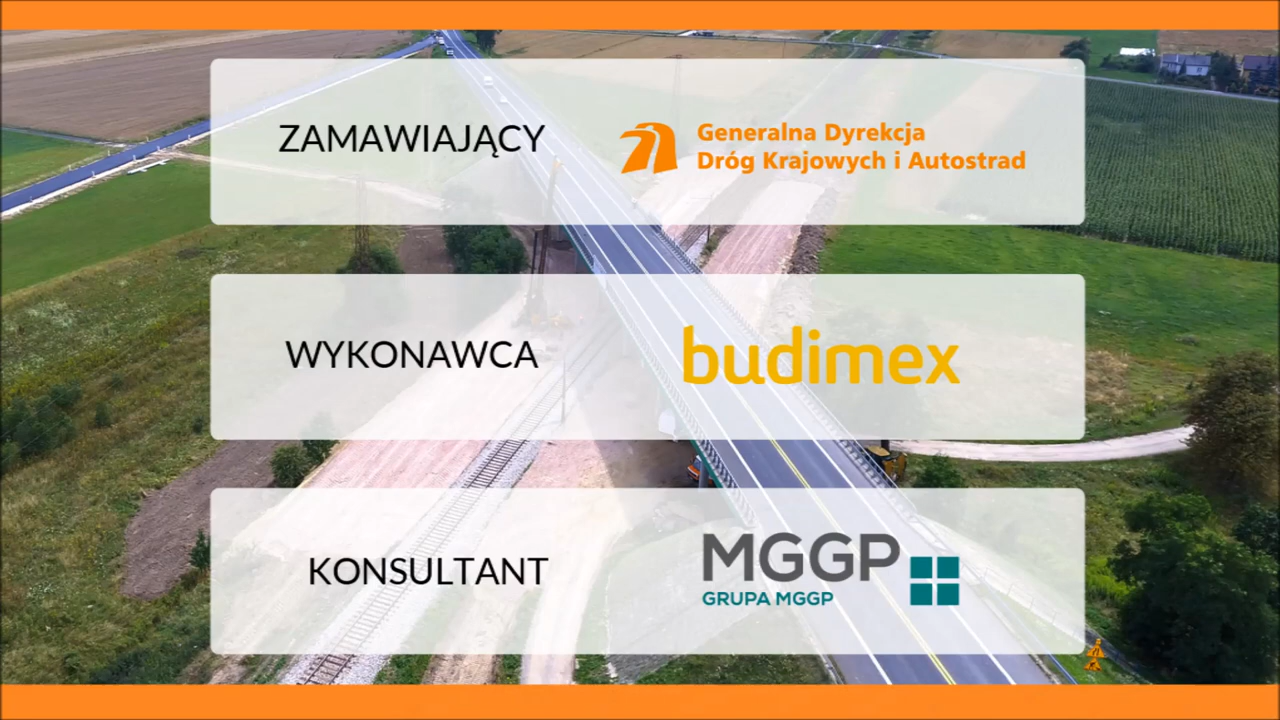 ZAMAWIAJĄCY
Generalna Dyrekcja
Dróg Krajowych i Autostrad
WYKONAWCA
budimex
KONSULTANT
MGGP
GRUPA MGGP